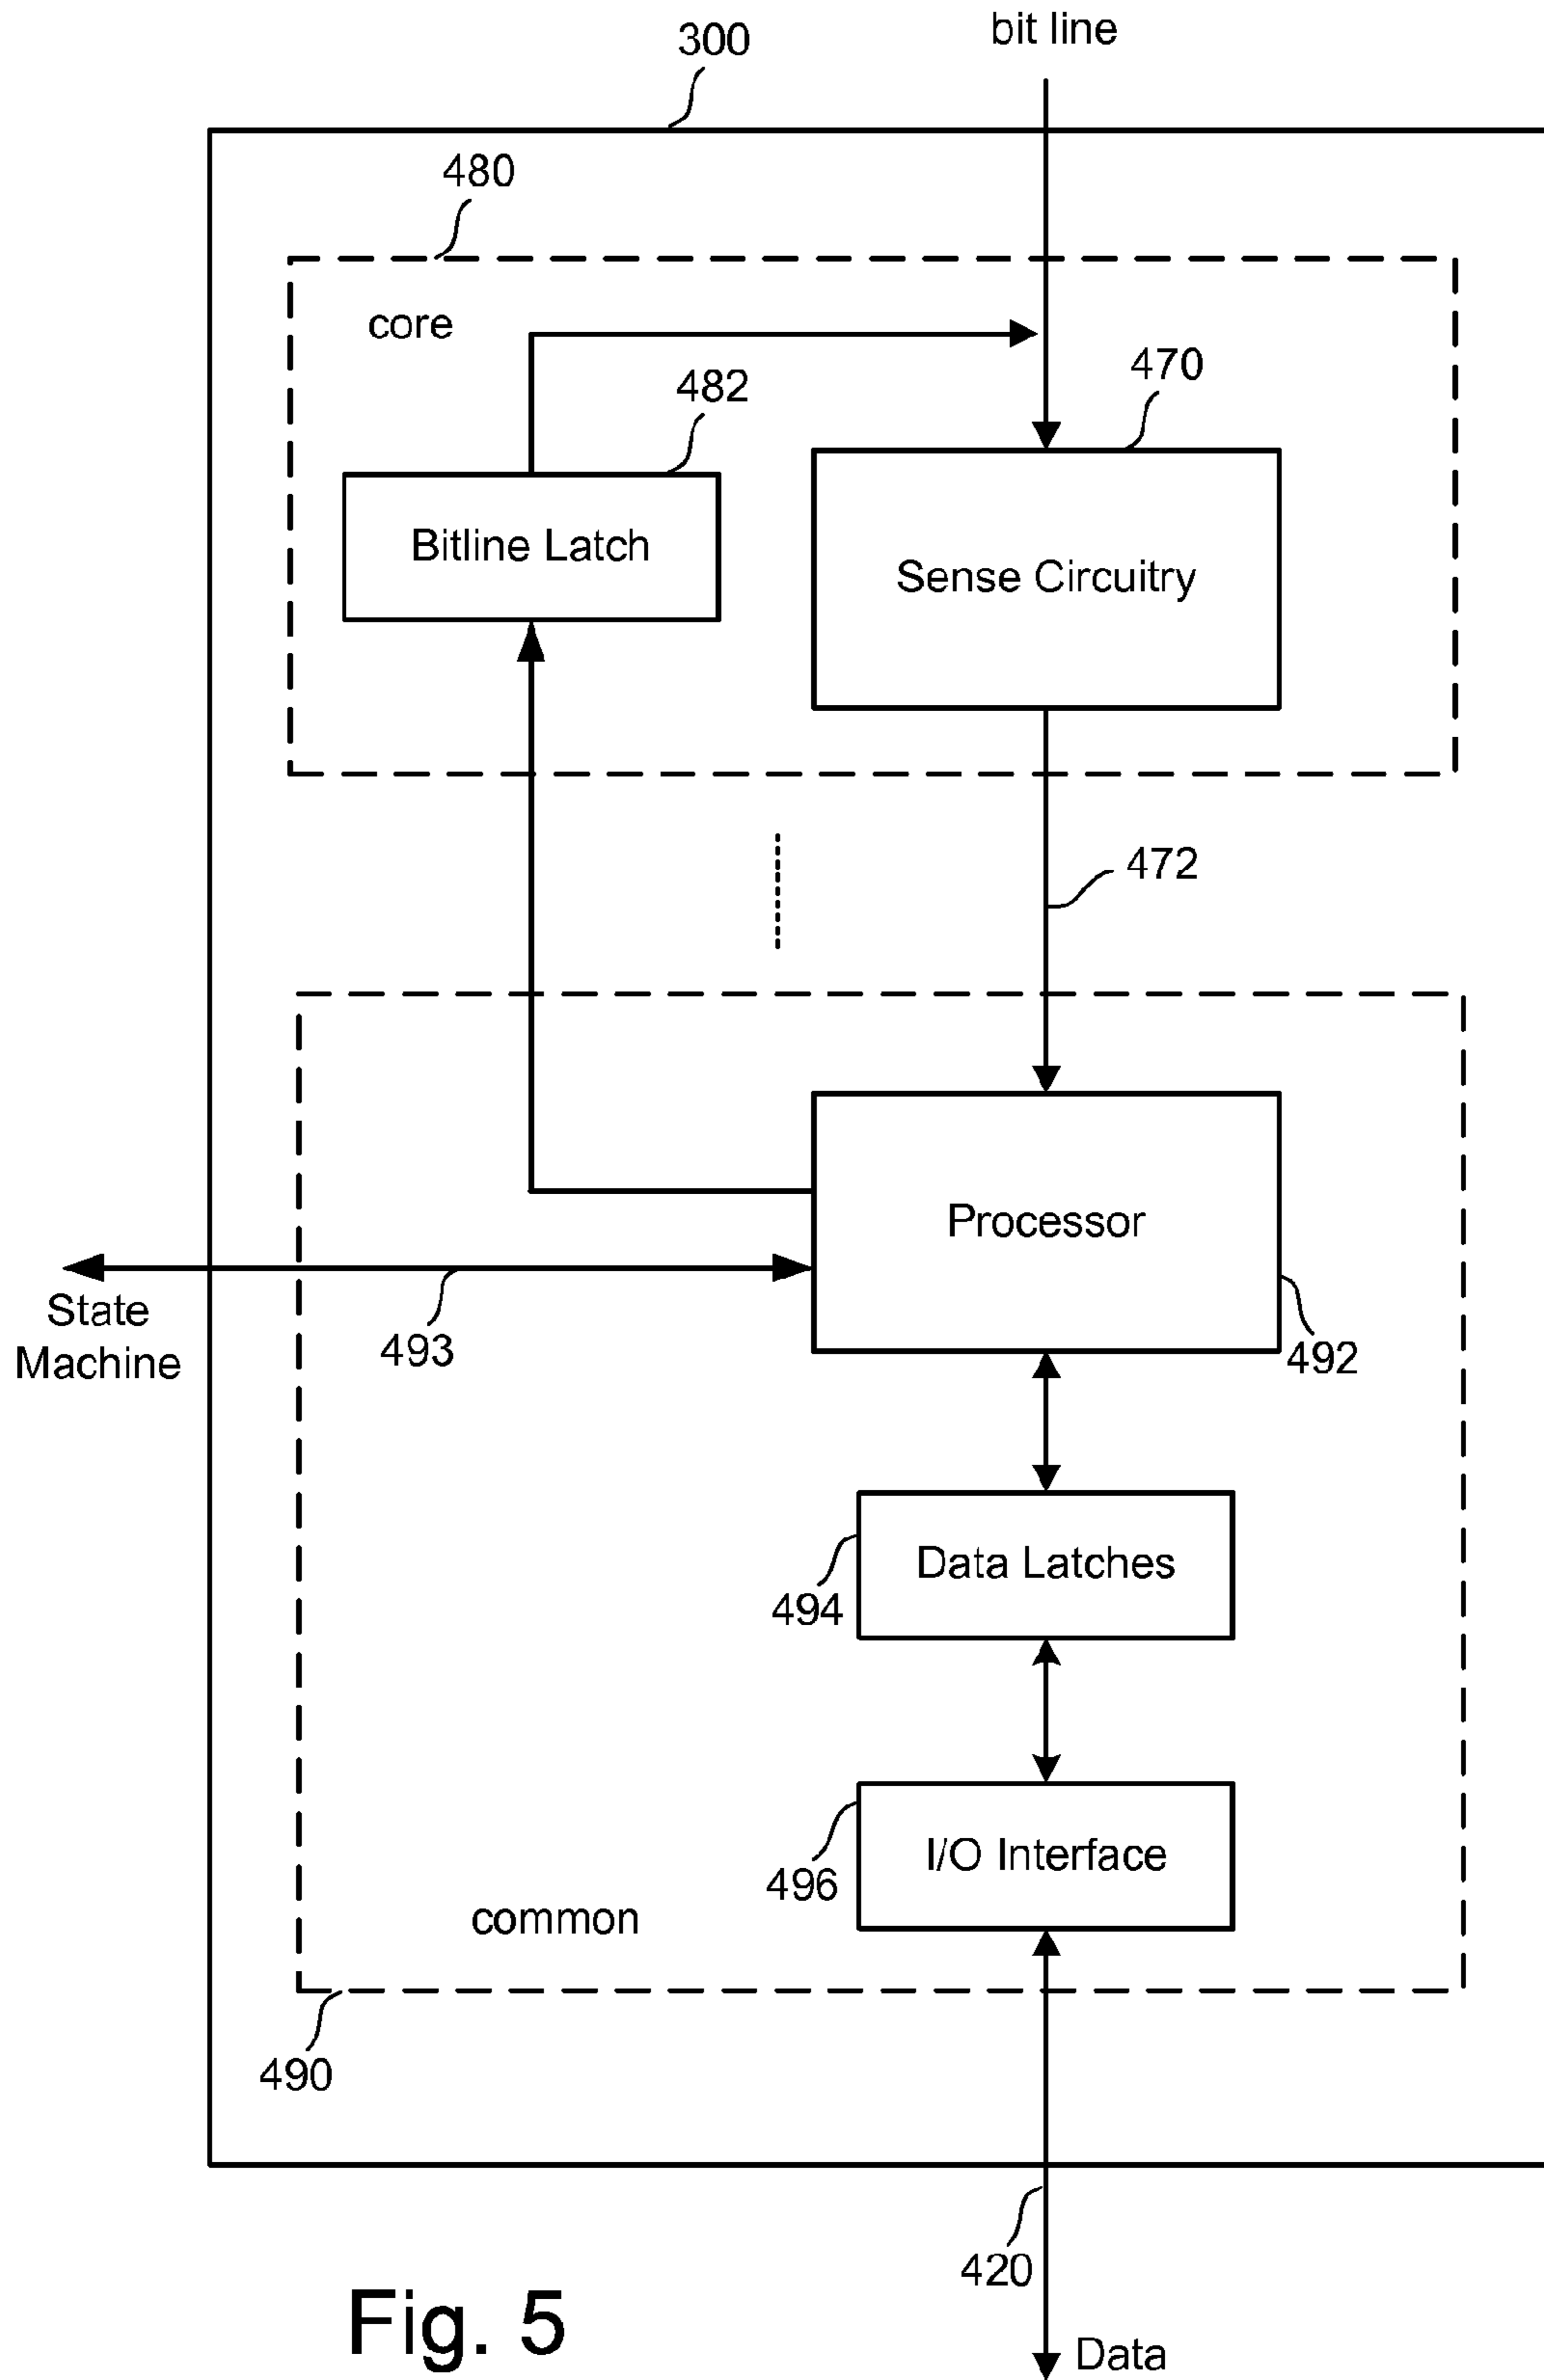 300
bit line
480
core
470
482
Bitline Latch
Sense Circuitry
472
Processor
State
Machine
493
492
Data Latches
494
I/O Interface
496
common
490
420
Fig. 5
Data